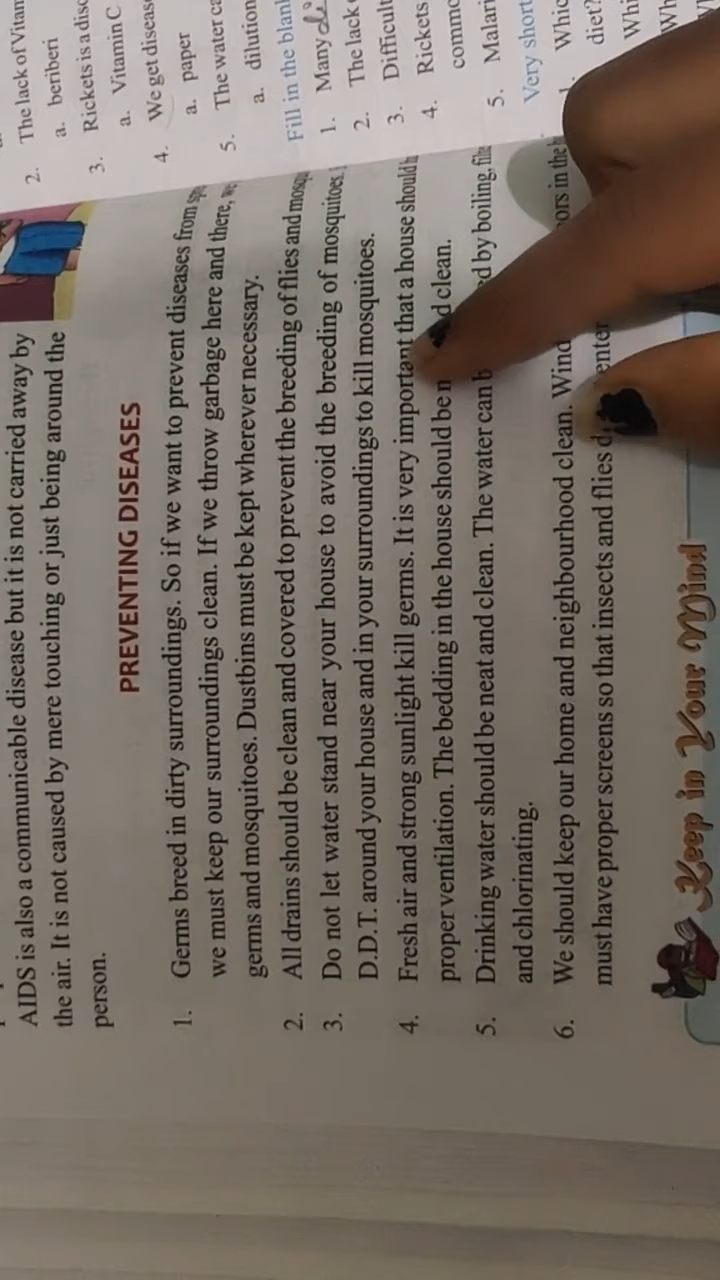 AIDS is also a communicable disease but it is not carried away by
the air. It is not caused by mere touching or just being around the
person.
PREVENTING DISEASES
1. Germs breed in dirty surroundings. So if we want to prevent diseases from
we must keep our surroundings clean. If we throw garbage here and there,
germs and mosquitoes. Dustbins must be kept wherever necessary.
2. All drains should be clean and covered to prevent the breeding of flies and
3. Do not let water stand near your house to avoid the breeding of mosquitoes.
D.D.T. around your house and in your surroundings to kill mosquitoes.
4. Fresh air and strong sunlight kill germs. It is very important that a house should
proper ventilation. The bedding in the house should be clean.
5. Drinking water should be neat and clean. The water can by boiling,
and chlorinating.
6. We should keep our home and neighbourhood clean. in the
must have proper screens so that insects and flies enter
Keep in Your Mind
2. The lack of
a. beriberi
3. Rickets is a
a. Vitamin C
4. We get
a. paper
5. The water
a. dilution
Fill in the
1. Many
2. The lack
3.
4. Rickets
5.
Very short
1.
diet?